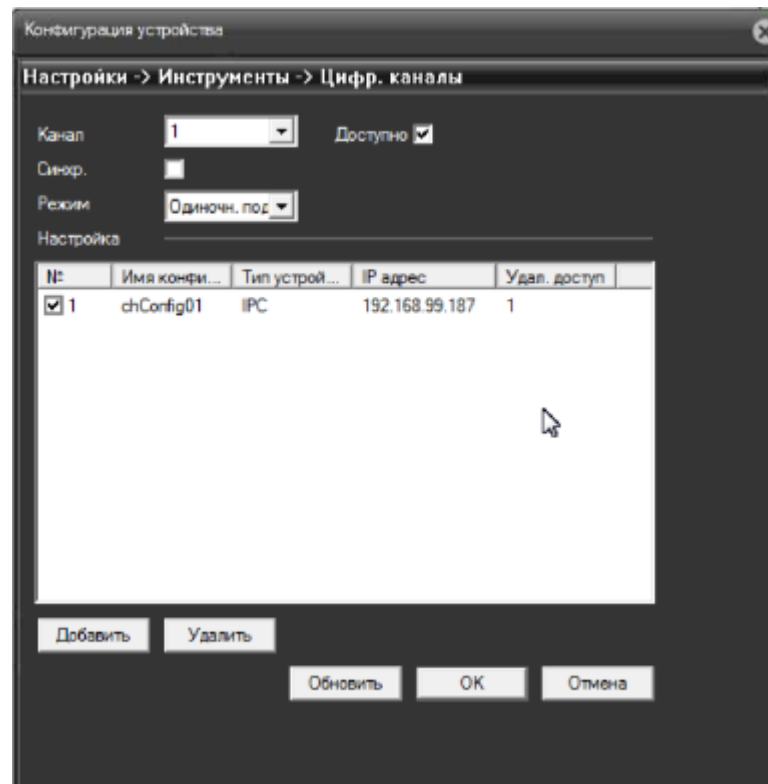 Конфигурация устройства
Настройки -> Инструменты -> Цифр. каналы
Канал 1 Доступно
Синхр.
Режим Одиночн. под
Настройка
№ Имя конфи... Тип устрой... IP адрес Удал. доступ
1 chConfig01 IPC 192.168.99.187 1
Добавить Удалить
Обновить OK Отмена